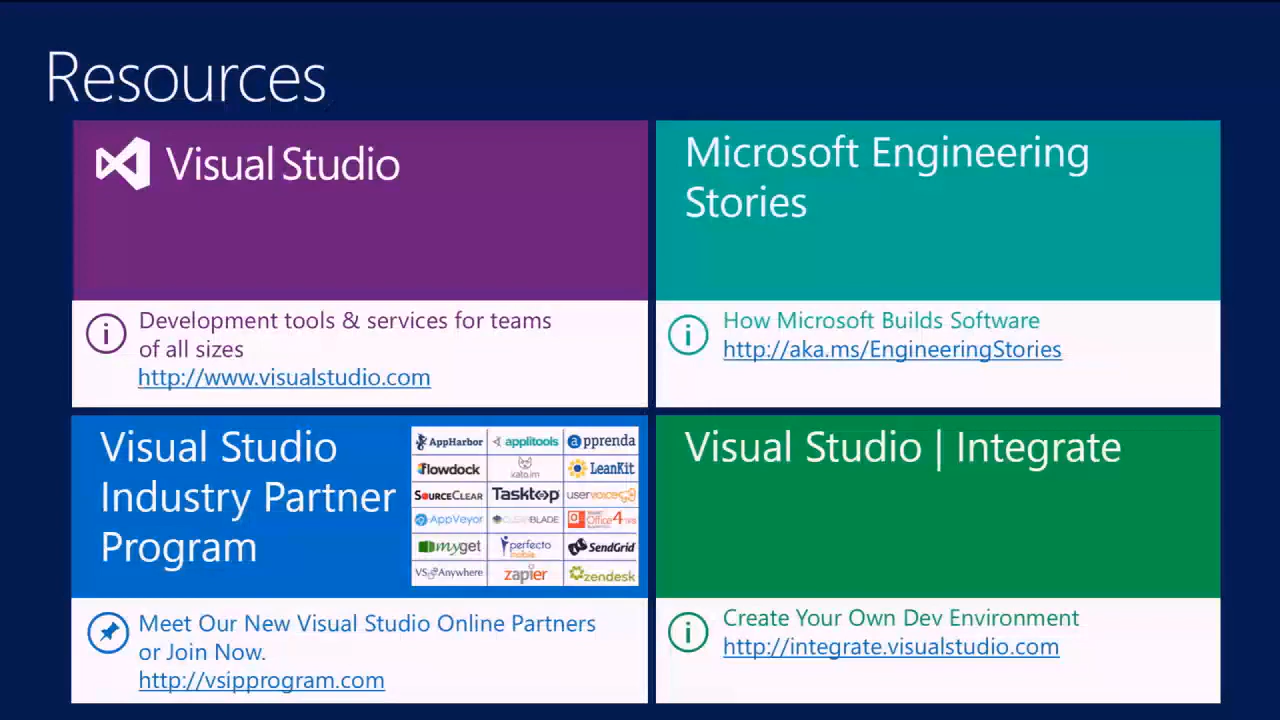 Resources
Visual Studio
Development tools & services for teams
of all sizes
http://www.visualstudio.com
Microsoft Engineering
Stories
How Microsoft Builds Software
http://aka.ms/EngineeringStories
Visual Studio
Industry Partner
Program
AppHarbor applitools apprenda
flowdock kato.im LeanKit
SOURCECLEAR Tasktop uservoice
AppVeyor CLEARBLADE Office4
myget perfecto mobile SendGrid
VSAnywhere zapier zendesk
Meet Our New Visual Studio Online Partners
or Join Now.
http://vsipprogram.com
Visual Studio | Integrate
Create Your Own Dev Environment
http://integrate.visualstudio.com